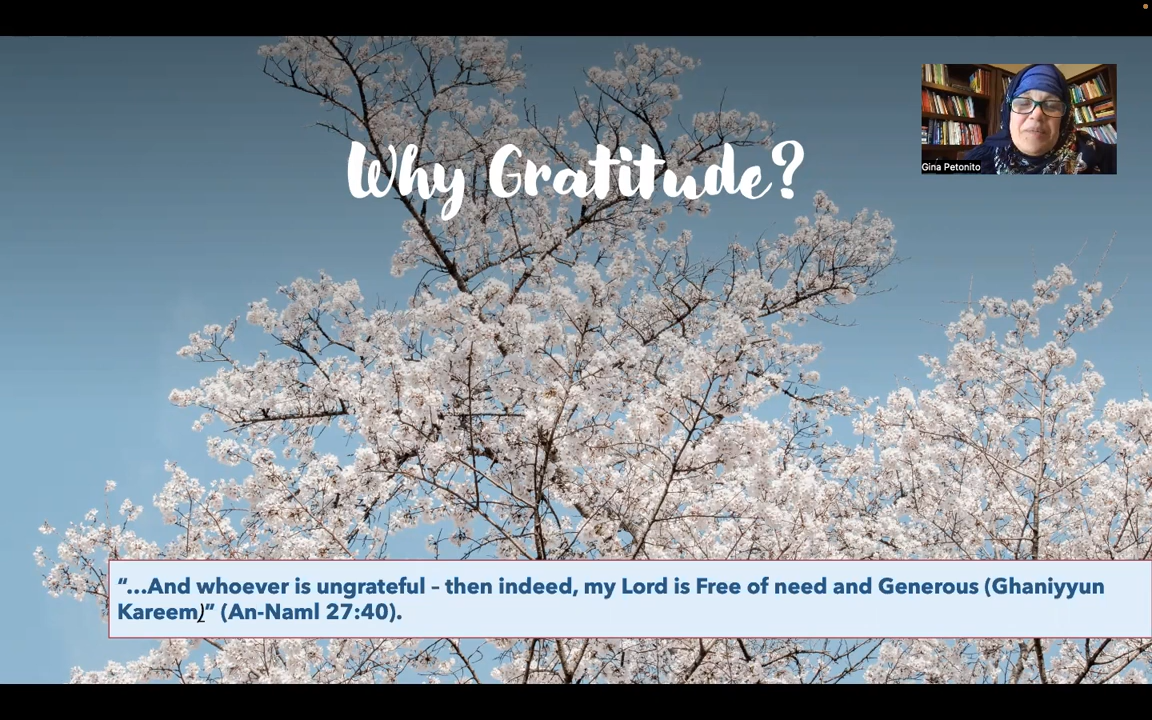 Why Gratitude?
Gina Petonito
“...And whoever is ungrateful – then indeed, my Lord is Free of need and Generous (Ghaniyyun
Kareem)” (An-Naml 27:40).